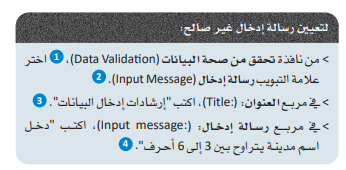 لتعيين رسالة إدخال غير صالح:
> من نافذة تحقق من صحة البيانات (Data Validation)، 1 اختر
علامة التبويب رسالة إدخال (Input Message). 2
> في مربع العنوان: (Title:)، اكتب "إرشادات إدخال البيانات". 3
> في مربع رسالة إدخال: (Input message:)، اكتب "دخل
اسم مدينة يتراوح بين 3 إلى 6 أحرف". 4